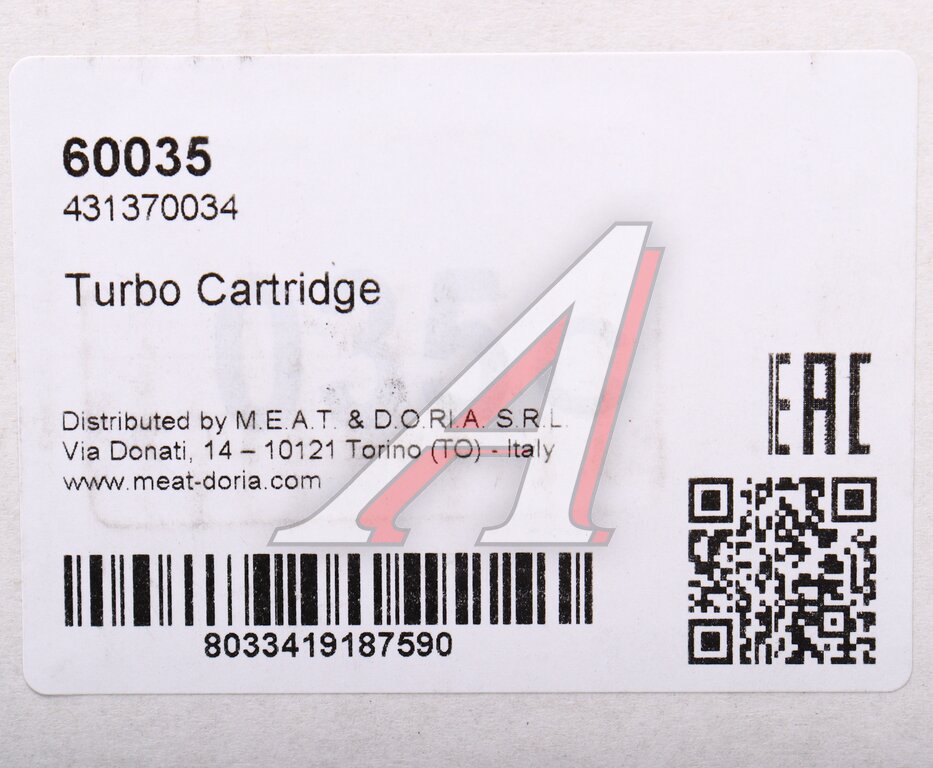 60035
431370034
Turbo Cartridge
Distributed by M.E.A.T. & D.O.RI.A. S.R.L.
Via Donati, 14 – 10121 Torino (TO) - Italy
www.meat-doria.com
EAC
8033419187590